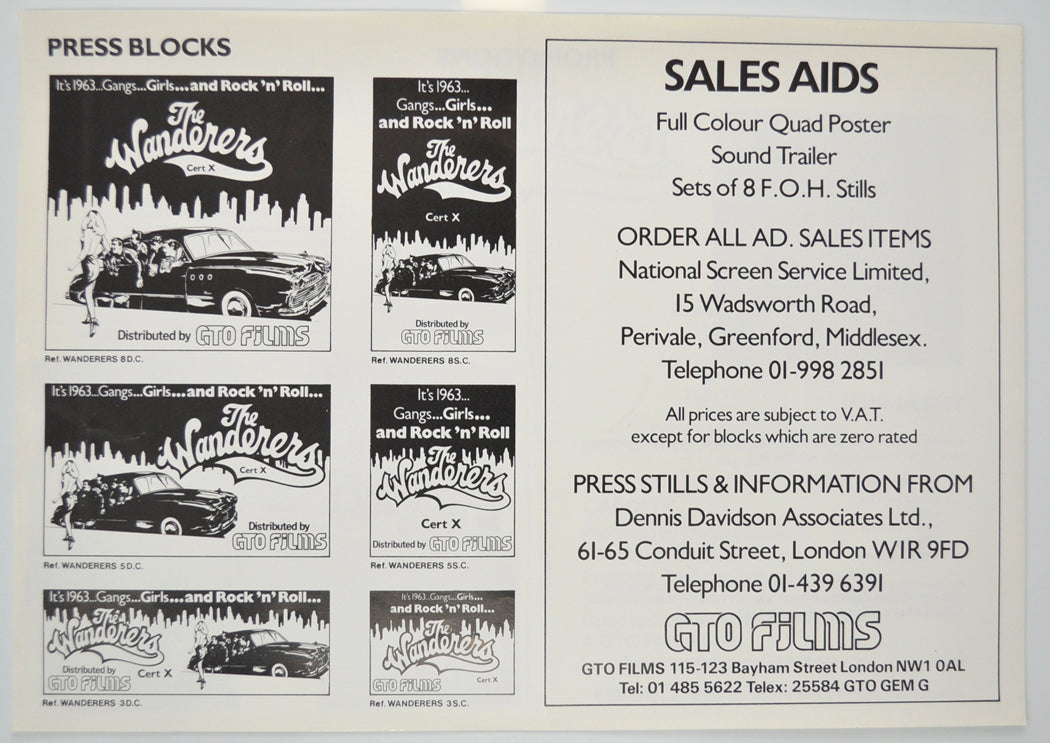 PRESS BLOCKS
It's 1963...Gangs...Girls...and Rock 'n' Roll...
The
Wanderers
Cert X
Distributed by GTO FILMS
Ref. WANDERERS 8 D.C.
It's 1963...
Gangs...Girls...
and Rock 'n' Roll
The
Wanderers
Cert X
Distributed by
GTO FILMS
Ref. WANDERERS 8 S.C.
It's 1963...Gangs...Girls...and Rock 'n' Roll...
The
Wanderers
Cert X
Distributed by
GTO FILMS
Ref. WANDERERS 5 D.C.
It's 1963...
Gangs...Girls...
and Rock 'n' Roll
The
Wanderers
Cert X
Distributed by GTO FILMS
Ref. WANDERERS 5 S.C.
It's 1963...Gangs...Girls...and Rock 'n' Roll...
The
Wanderers
Distributed by
GTO FILMS
Cert X
Ref. WANDERERS 3 D.C.
It's 1963...Gangs...Girls...
and Rock 'n' Roll...
The
Wanderers
Cert X
GTO FILMS
Ref. WANDERERS 3 S.C.
SALES AIDS
Full Colour Quad Poster
Sound Trailer
Sets of 8 F.O.H. Stills
ORDER ALL AD. SALES ITEMS
National Screen Service Limited,
15 Wadsworth Road,
Perivale, Greenford, Middlesex.
Telephone 01-998 2851
All prices are subject to V.A.T.
except for blocks which are zero rated
PRESS STILLS & INFORMATION FROM
Dennis Davidson Associates Ltd.,
61-65 Conduit Street, London W1R 9FD
Telephone 01-439 6391
GTO FILMS
GTO FILMS 115-123 Bayham Street London NW1 0AL
Tel: 01 485 5622 Telex: 25584 GTO GEM G